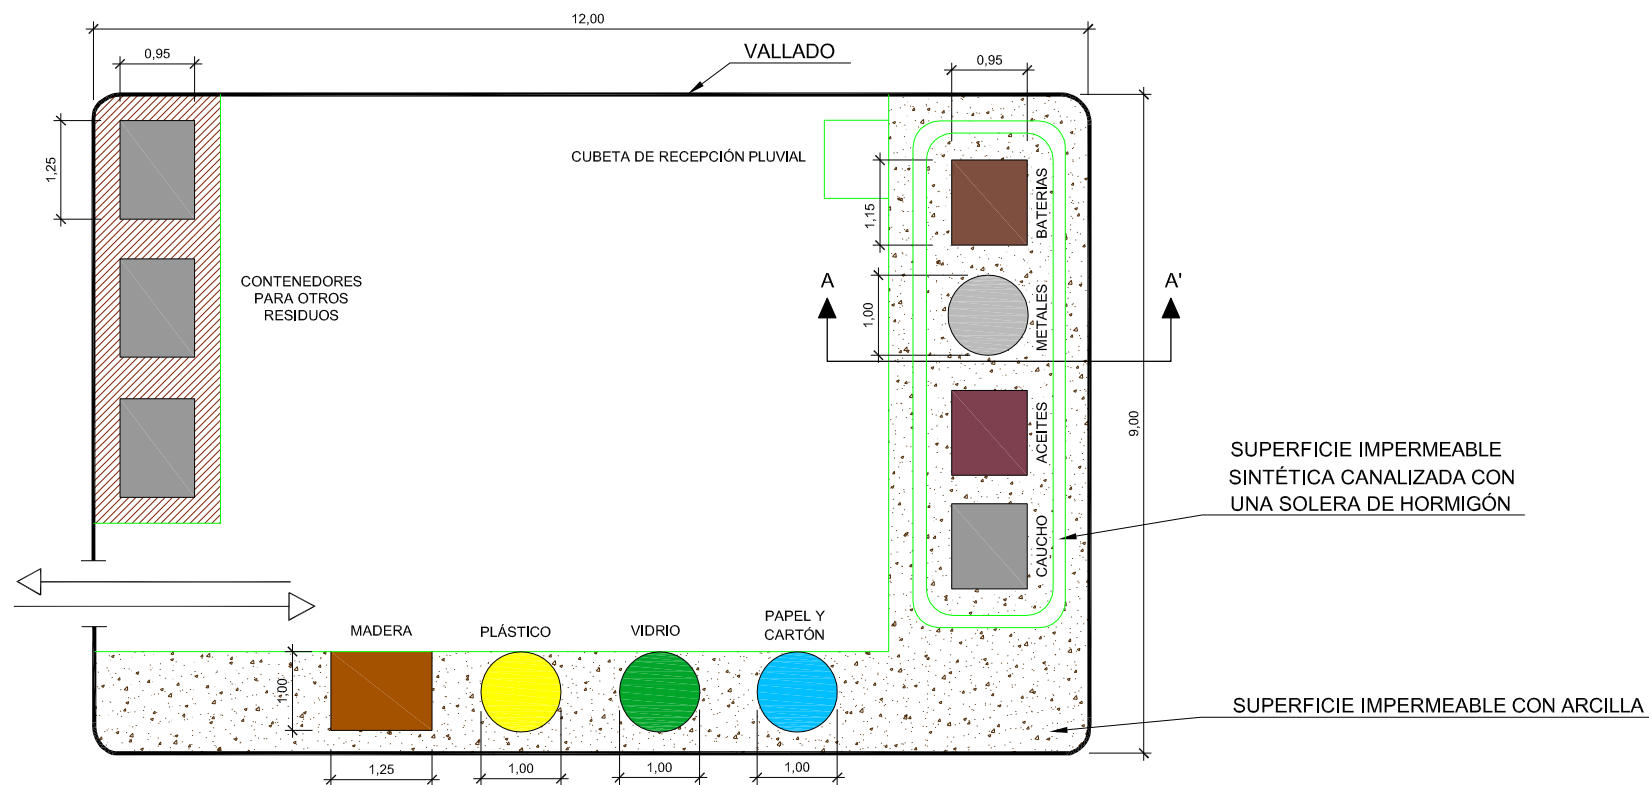 12,00
0,95
VALLADO
0,95
1,25
CUBETA DE RECEPCIÓN PLUVIAL
1,15
BATERIAS
CONTENEDORES
PARA OTROS
RESIDUOS
A
A'
1,00
METALES
9,00
ACEITES
SUPERFICIE IMPERMEABLE
SINTÉTICA CANALIZADA CON
UNA SOLERA DE HORMIGÓN
CAUCHO
MADERA
PLÁSTICO
VIDRIO
PAPEL Y
CARTÓN
1,00
SUPERFICIE IMPERMEABLE CON ARCILLA
1,25
1,00
1,00
1,00